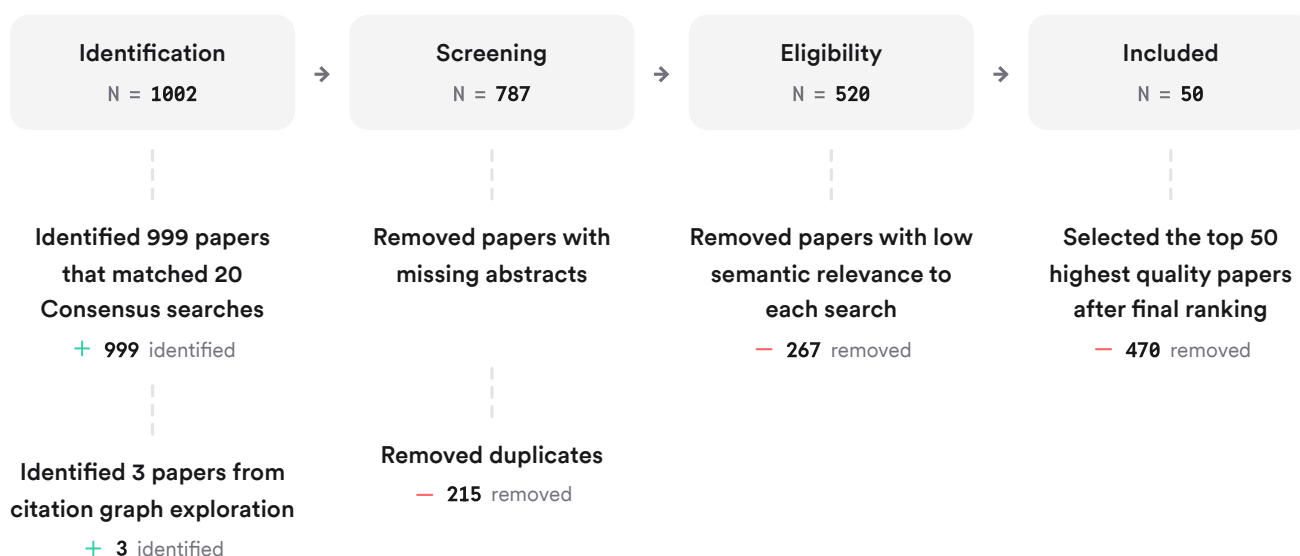 Identification
N = 1002
Screening
N = 787
Eligibility
N = 520
Included
N = 50
Identified 999 papers
that matched 20
Consensus searches
+ 999 identified
Identified 3 papers from
citation graph exploration
+ 3 identified
Removed papers with
missing abstracts
Removed duplicates
− 215 removed
Removed papers with low
semantic relevance to
each search
− 267 removed
Selected the top 50
highest quality papers
after final ranking
− 470 removed